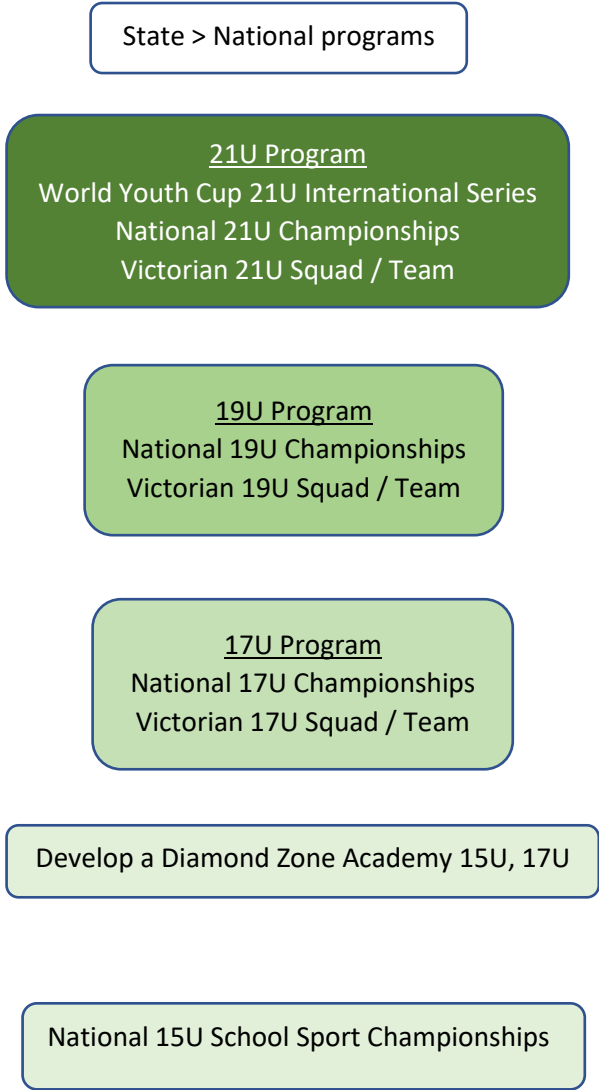 State > National programs
21U Program
World Youth Cup 21U International Series
National 21U Championships
Victorian 21U Squad / Team
19U Program
National 19U Championships
Victorian 19U Squad / Team
17U Program
National 17U Championships
Victorian 17U Squad / Team
Develop a Diamond Zone Academy 15U, 17U
National 15U School Sport Championships